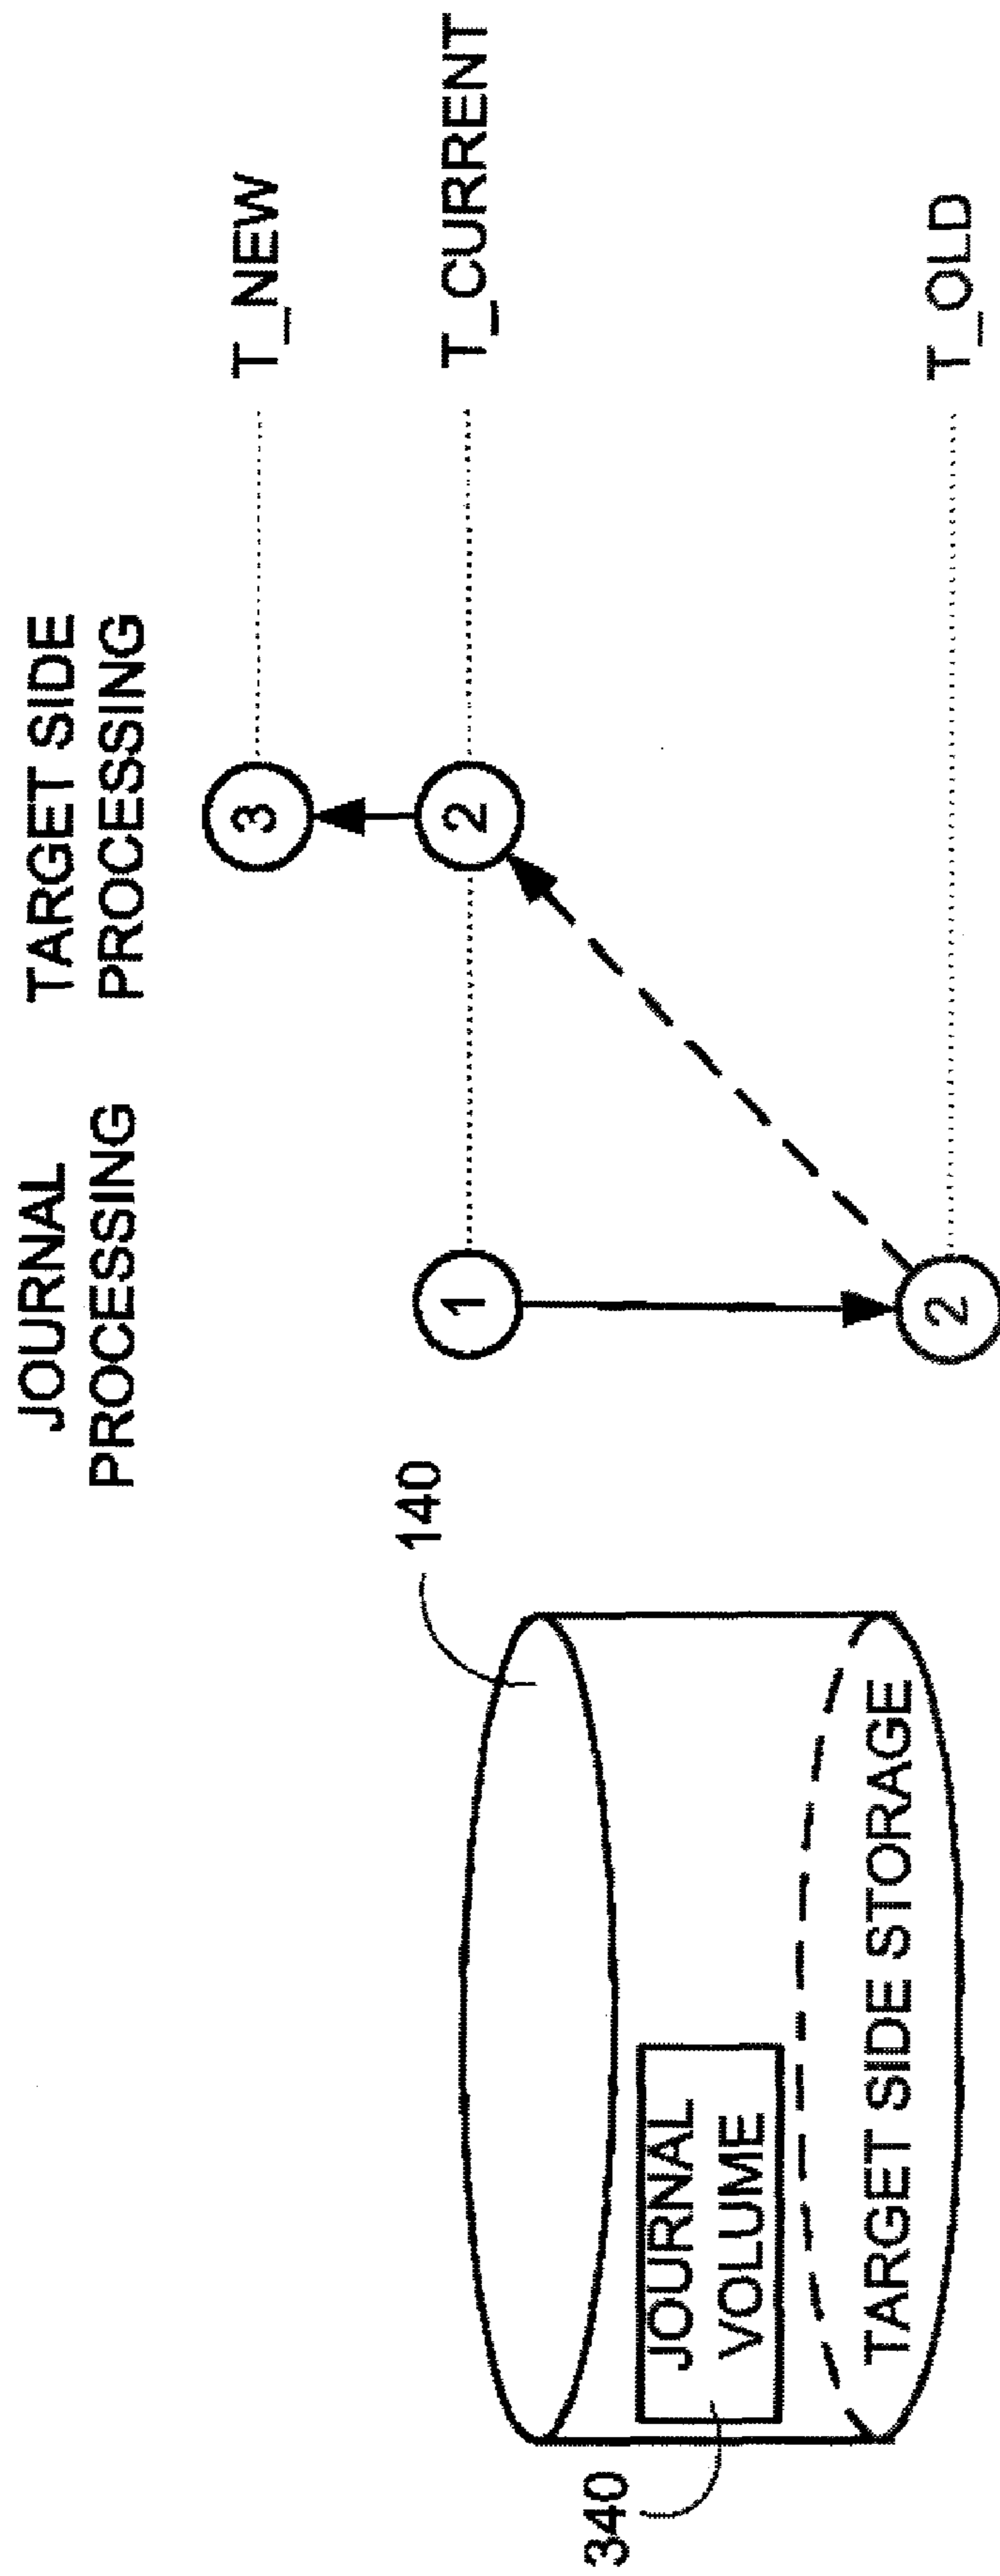 JOURNAL
PROCESSING
TARGET SIDE
PROCESSING
3
T_NEW
140
1
2
T_CURRENT
340
JOURNAL
VOLUME
TARGET SIDE STORAGE
2
T_OLD